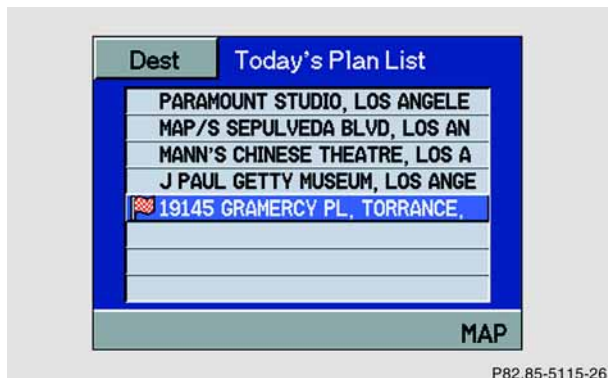 Dest Today's Plan List
PARAMOUNT STUDIO, LOS ANGELE
MAP/S SEPULVEDA BLVD, LOS AN
MANN'S CHINESE THEATRE, LOS A
J PAUL GETTY MUSEUM, LOS ANGE
19145 GRAMERCY PL, TORRANCE,
MAP
P82.85-5115-26